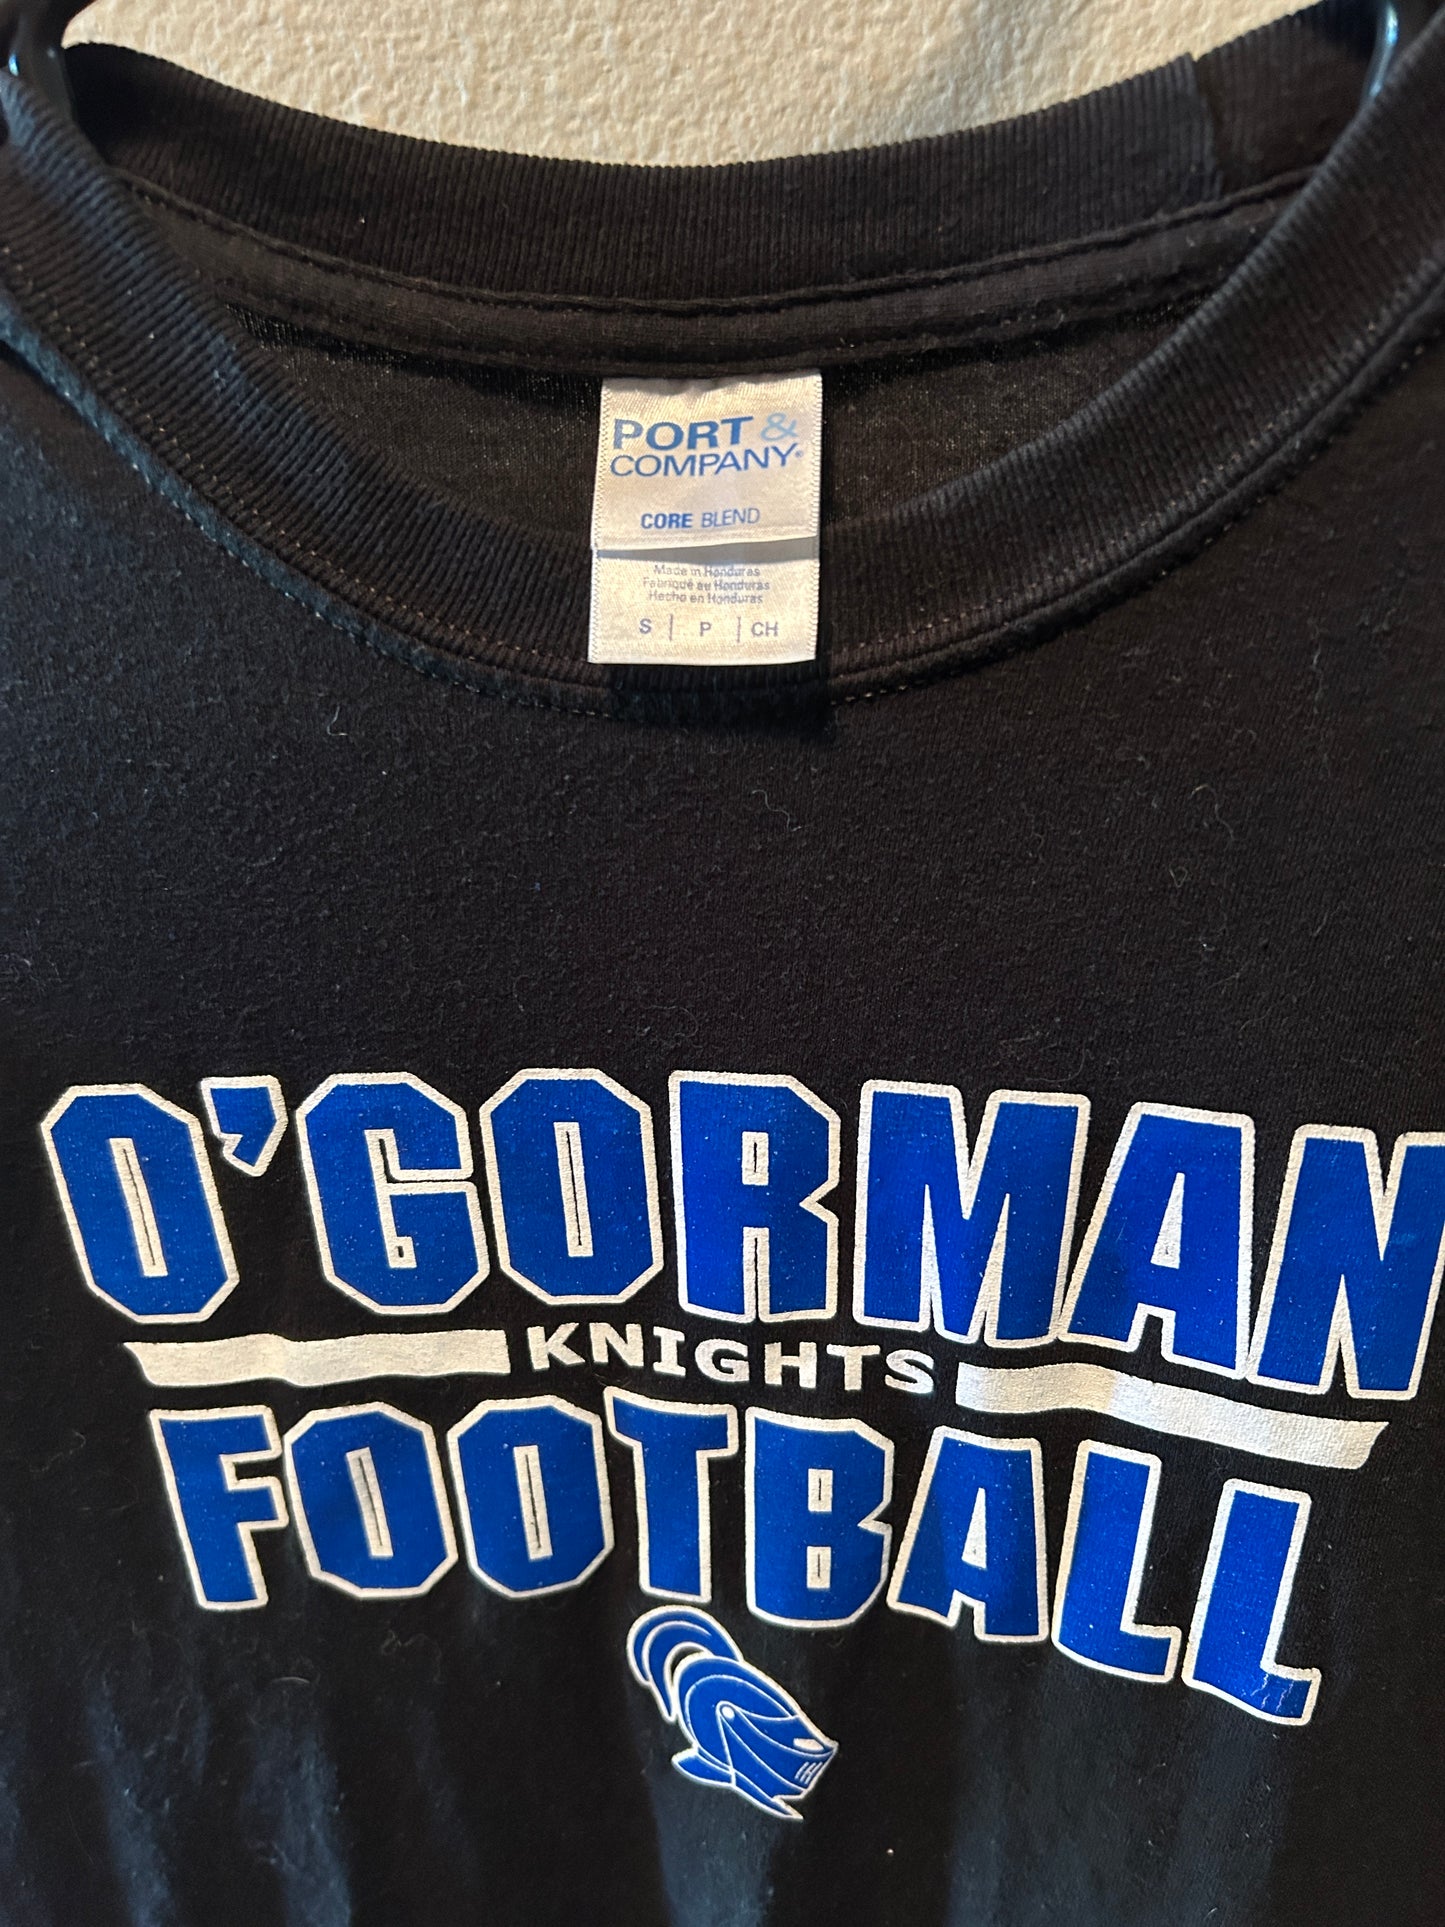 PORT &
COMPANY®
CORE BLEND
Made in Honduras
Fabriqué au Honduras
Hecho en Honduras
S | P | CH
O'GORMAN
KNIGHTS
FOOTBALL